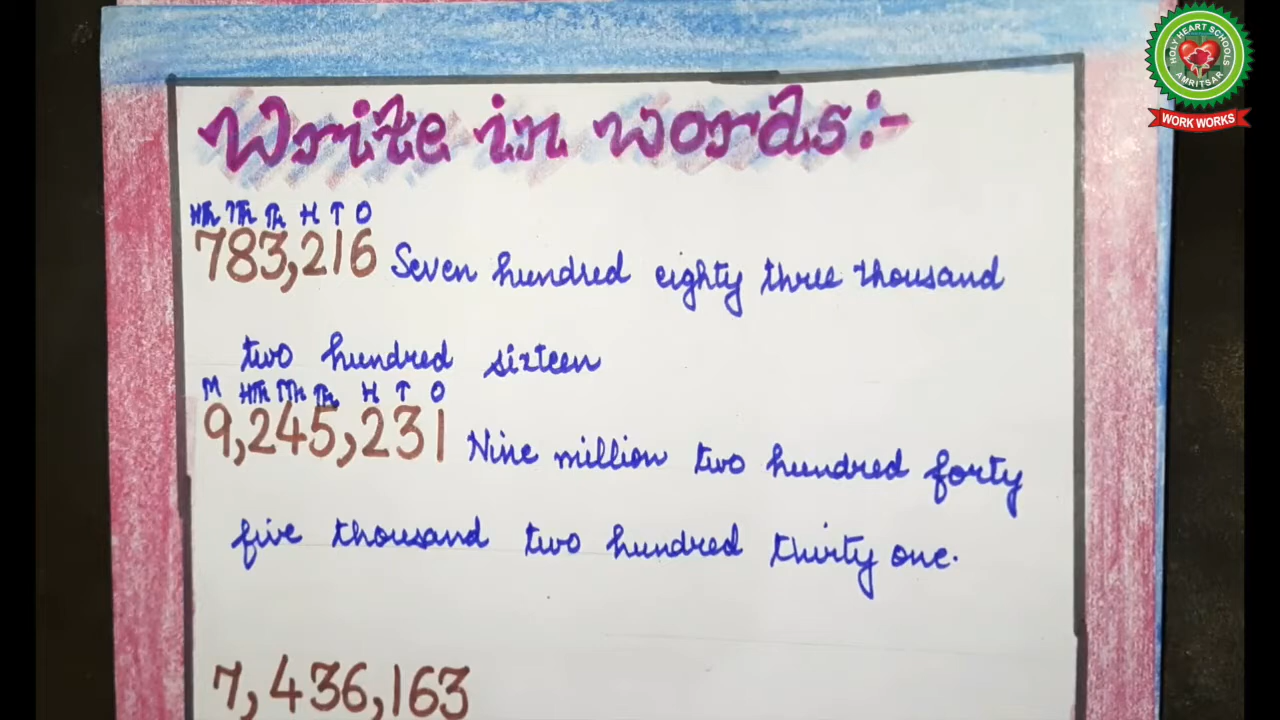 Write in words:-
HTh TTh Th H T O
783,216 Seven hundred eighty three thousand
two hundred sixteen
M HTh TTh Th H T O
9,245,231 Nine million two hundred forty
five thousand two hundred thirty one.
7,436,163
HOLY HEART SCHOOLS
AMRITSAR
WORK WORKS